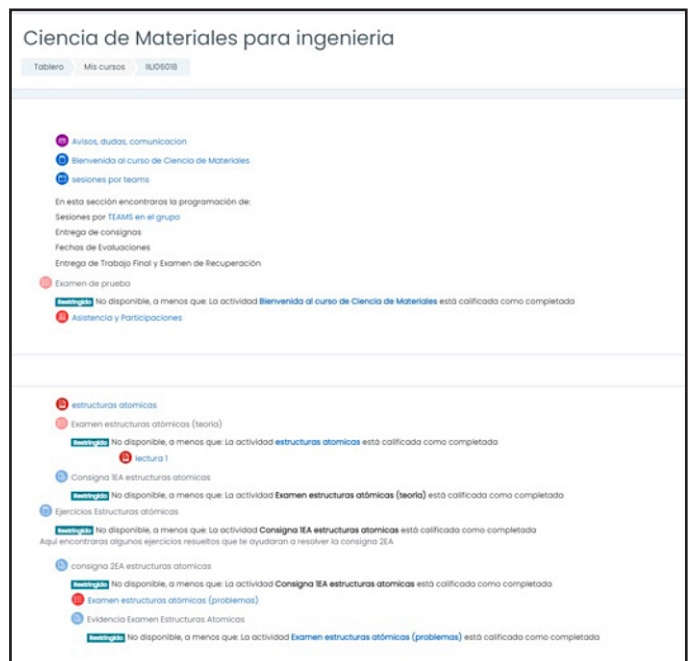 Ciencia de Materiales para ingenieria
Tablero Mis cursos IILI06018
Avisos, dudas, comunicacion
Bienvenida al curso de Ciencia de Materiales
sesiones por teams
En esta sección encontraras la programación de:
Sesiones por TEAMS en el grupo
Entrega de consignas
Fechas de Evaluaciones
Entrega de Trabajo Final y Examen de Recuperación
Examen de prueba
Restringido No disponible, a menos que: La actividad Bienvenida al curso de Ciencia de Materiales está calificada como completada
Asistencia y Participaciones
estructuras atomicas
Examen estructuras atómicas (teoría)
Restringido No disponible, a menos que: La actividad estructuras atomicas está calificada como completada
lectura 1
Consigna 1EA estructuras atomicas
Restringido No disponible, a menos que: La actividad Examen estructuras atómicas (teoría) está calificada como completada
Ejercicios Estructuras atómicas
Restringido No disponible, a menos que: La actividad Consigna 1EA estructuras atomicas está calificada como completada
Aquí encontraras algunos ejercicios resueltos que te ayudaran a resolver la consigna 2EA
consigna 2EA estructuras atomicas
Restringido No disponible, a menos que: La actividad Consigna 1EA estructuras atomicas está calificada como completada
Examen estructuras atómicas (problemas)
Evidencia Examen Estructuras Atomicas
Restringido No disponible, a menos que: La actividad Examen estructuras atómicas (problemas) está calificada como completada